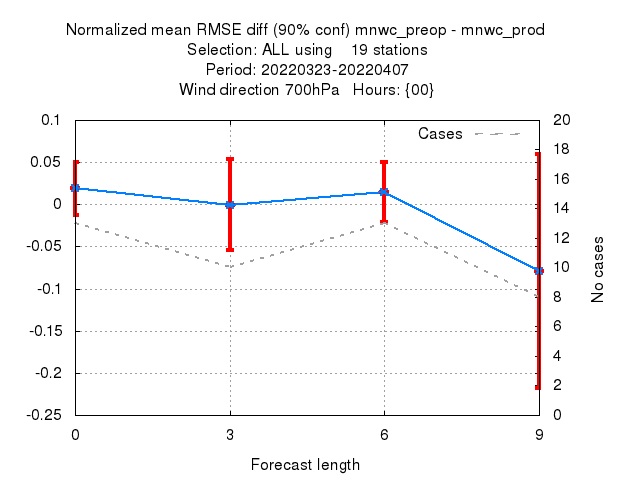 Normalized mean RMSE diff (90% conf) mnwc_preop - mnwc_prod
Selection: ALL using 19 stations
Period: 20220323-20220407
Wind direction 700hPa Hours: {00}
Cases
0.1
0.05
0
-0.05
-0.1
-0.15
-0.2
-0.25
20
18
16
14
12
10
8
6
4
2
0
No cases
0 3 6 9
Forecast length